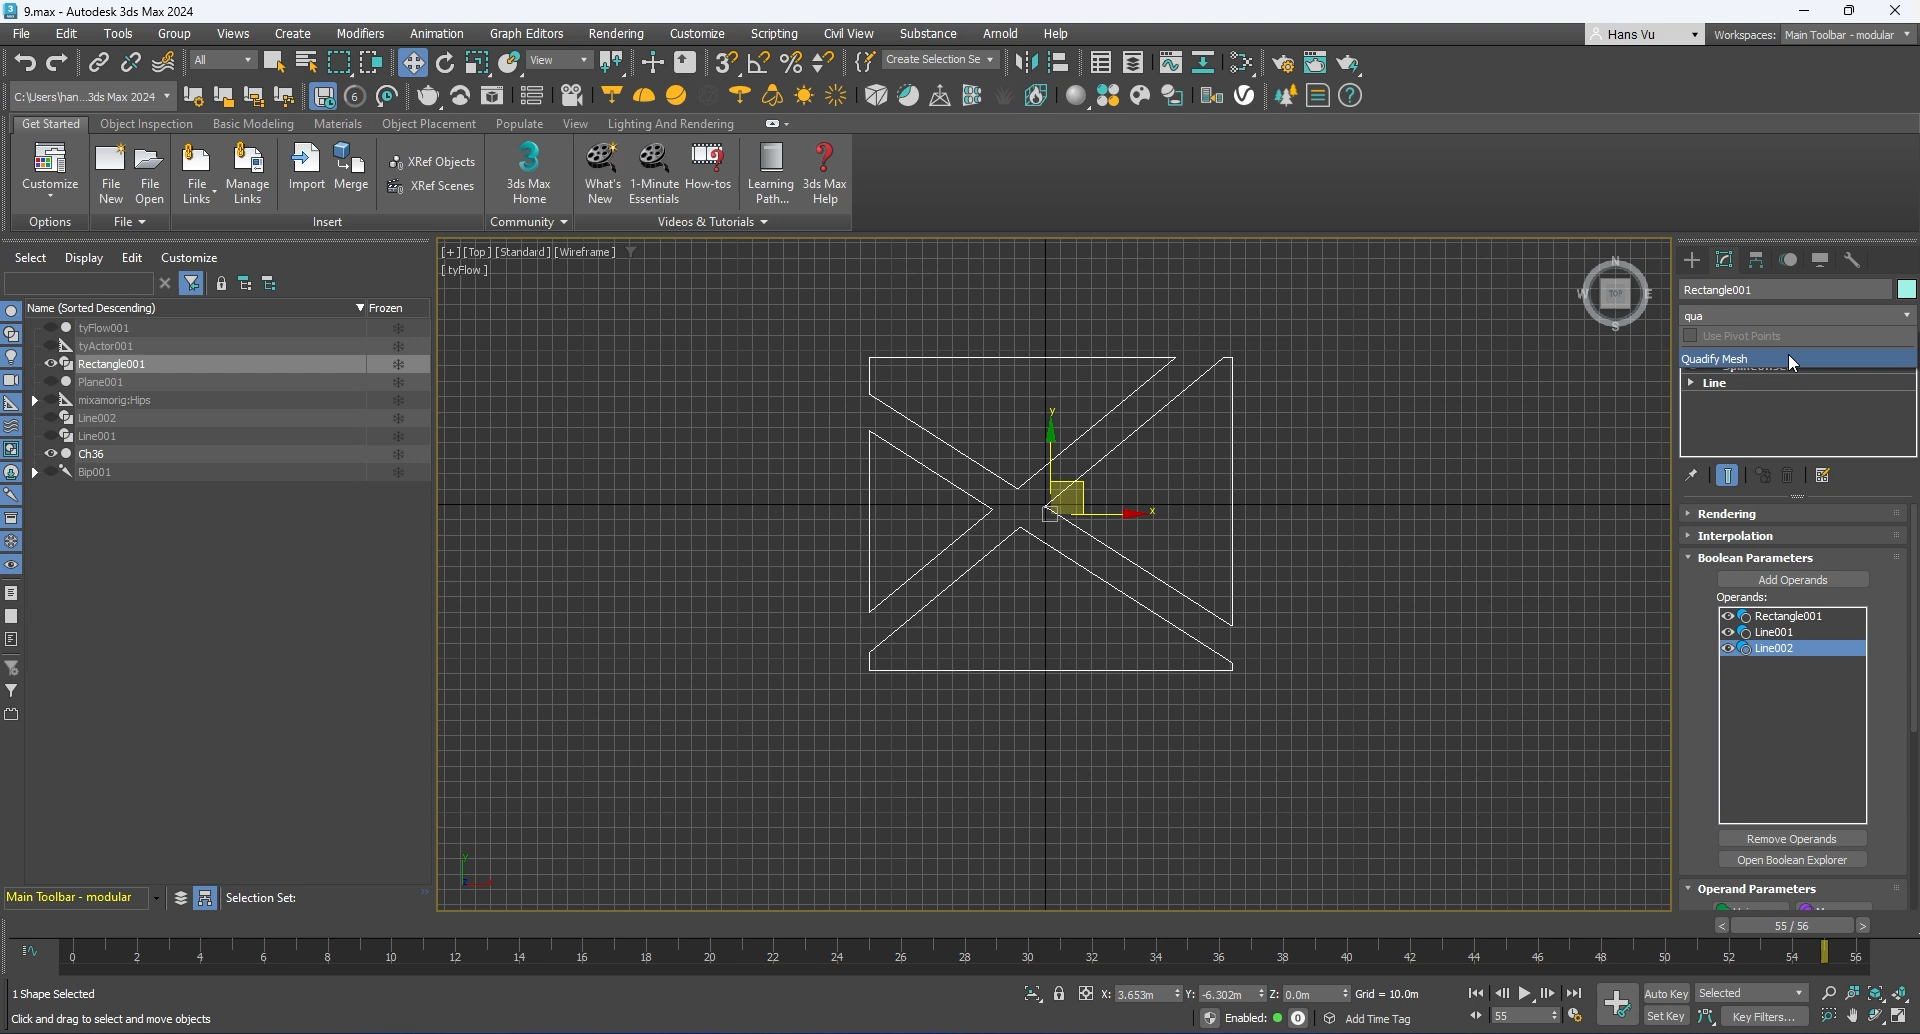 9.max - Autodesk 3ds Max 2024
File Edit Tools Group Views Create Modifiers Animation Graph Editors Rendering Customize Scripting Civil View Substance Arnold Help
Hans Vu Workspaces: Main Toolbar - modular
All View Create Selection Se
C:\Users\han...3ds Max 2024 6
Get Started Object Inspection Basic Modeling Materials Object Placement Populate View Lighting And Rendering
Customize
File New
File Open
File Links
Manage Links
Import
Merge
XRef Objects
XRef Scenes
3ds Max Home
What's New
1-Minute Essentials
How-tos
Learning Path...
3ds Max Help
Options File Insert Community Videos & Tutorials
Select Display Edit Customize
Name (Sorted Descending) Frozen
tyFlow001
tyActor001
Rectangle001
Plane001
mixamorig:Hips
Line002
Line001
Ch36
Bip001
[+] [Top] [Standard] [Wireframe]
[tyFlow]
N
W TOP E
S
y
x
Rectangle001
qua
Use Pivot Points
Quadify Mesh
Line
Rendering
Interpolation
Boolean Parameters
Add Operands
Operands:
Rectangle001
Line001
Line002
Remove Operands
Open Boolean Explorer
Operand Parameters
Main Toolbar - modular Selection Set:
< 55 / 56 >
0 2 4 6 8 10 12 14 16 18 20 22 24 26 28 30 32 34 36 38 40 42 44 46 48 50 52 54 56
1 Shape Selected X: 3.653m Y: -6.302m Z: 0.0m Grid = 10.0m Auto Key Selected
Click and drag to select and move objects Enabled: 0 Add Time Tag 55 Set Key Key Filters...